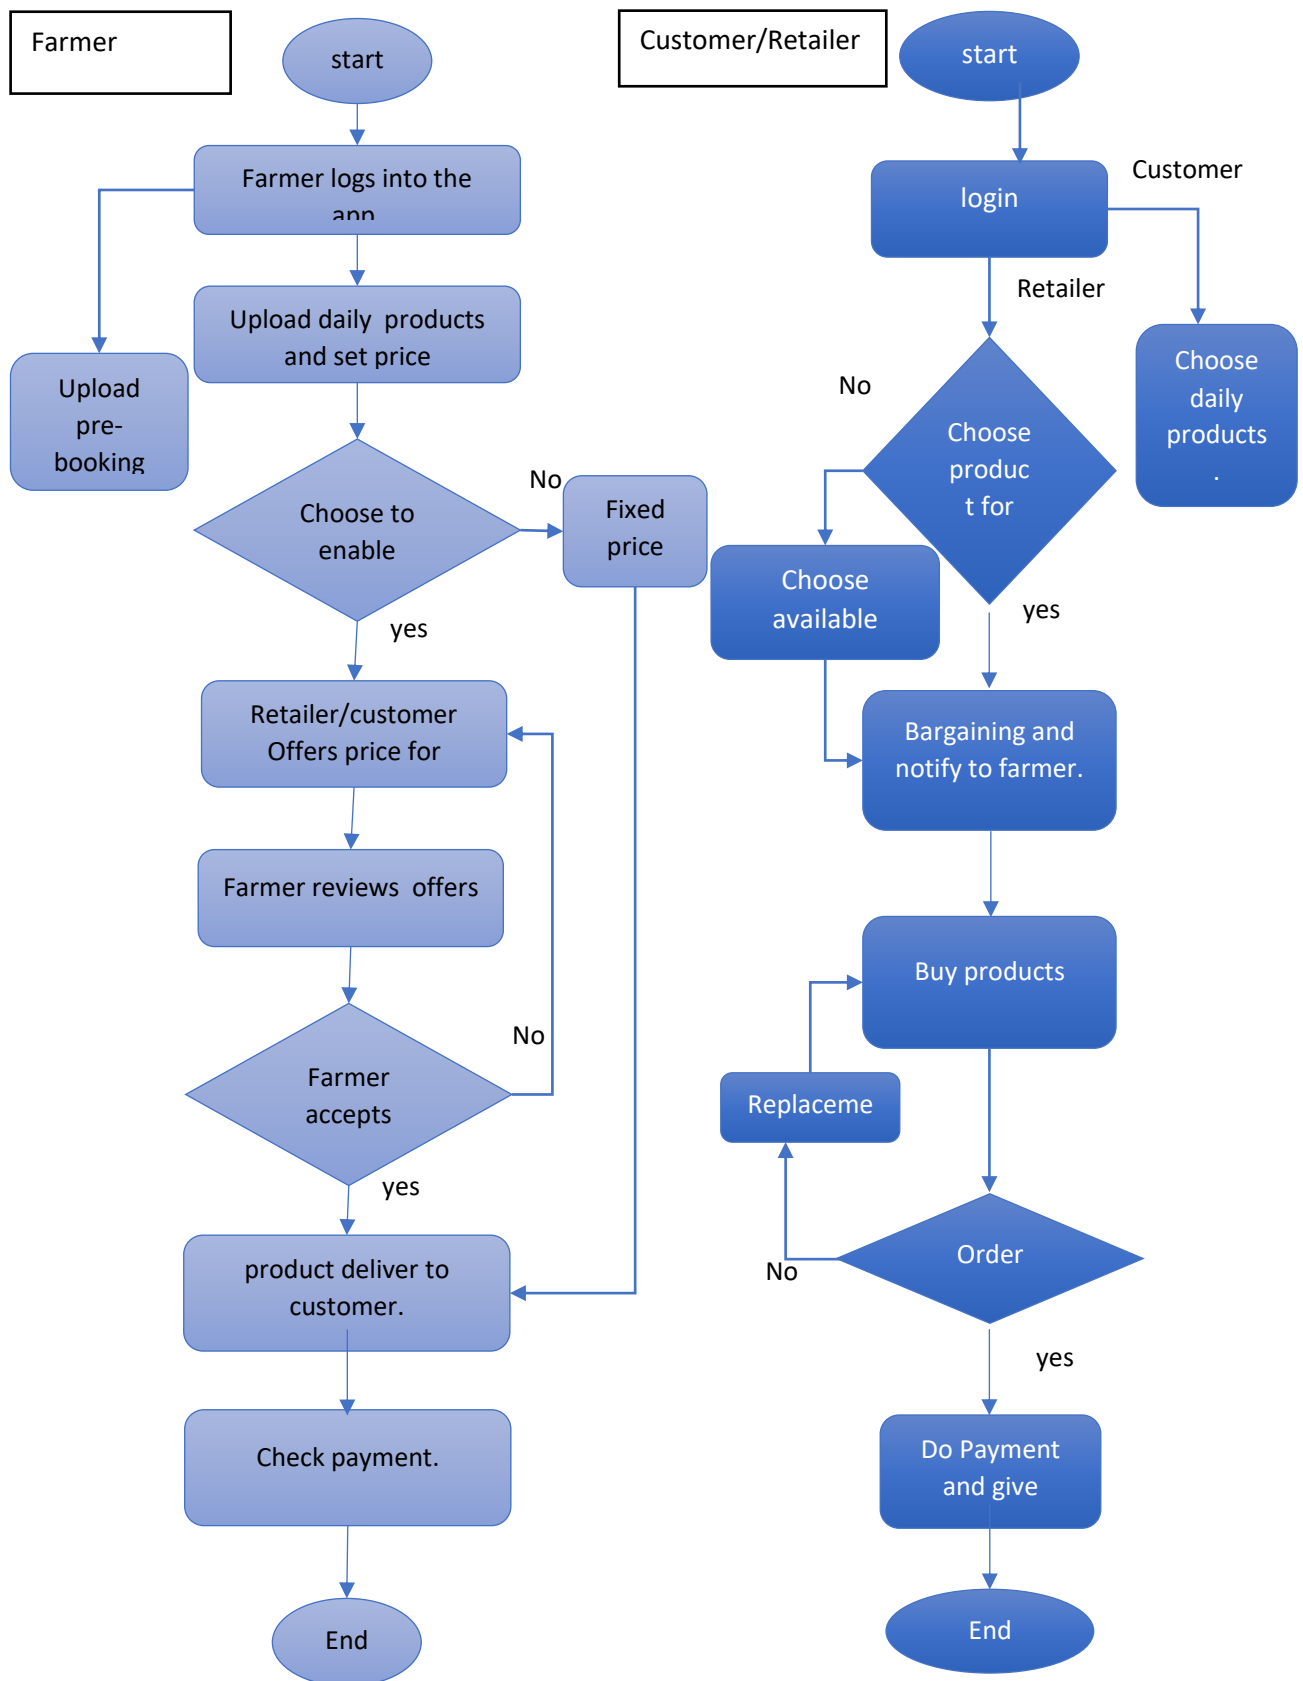 Farmer
start
Farmer logs into the
app
Upload daily products
and set price
Upload
pre-
booking
Choose to
enable
No
Fixed
price
yes
Retailer/customer
Offers price for
Farmer reviews offers
No
Farmer
accepts
yes
product deliver to
customer.
Check payment.
End
Customer/Retailer
start
Customer
login
Retailer
Choose
daily
products
.
No
Choose
produc
t for
Choose
available
yes
Bargaining and
notify to farmer.
Buy products
Replaceme
Order
No
yes
Do Payment
and give
End